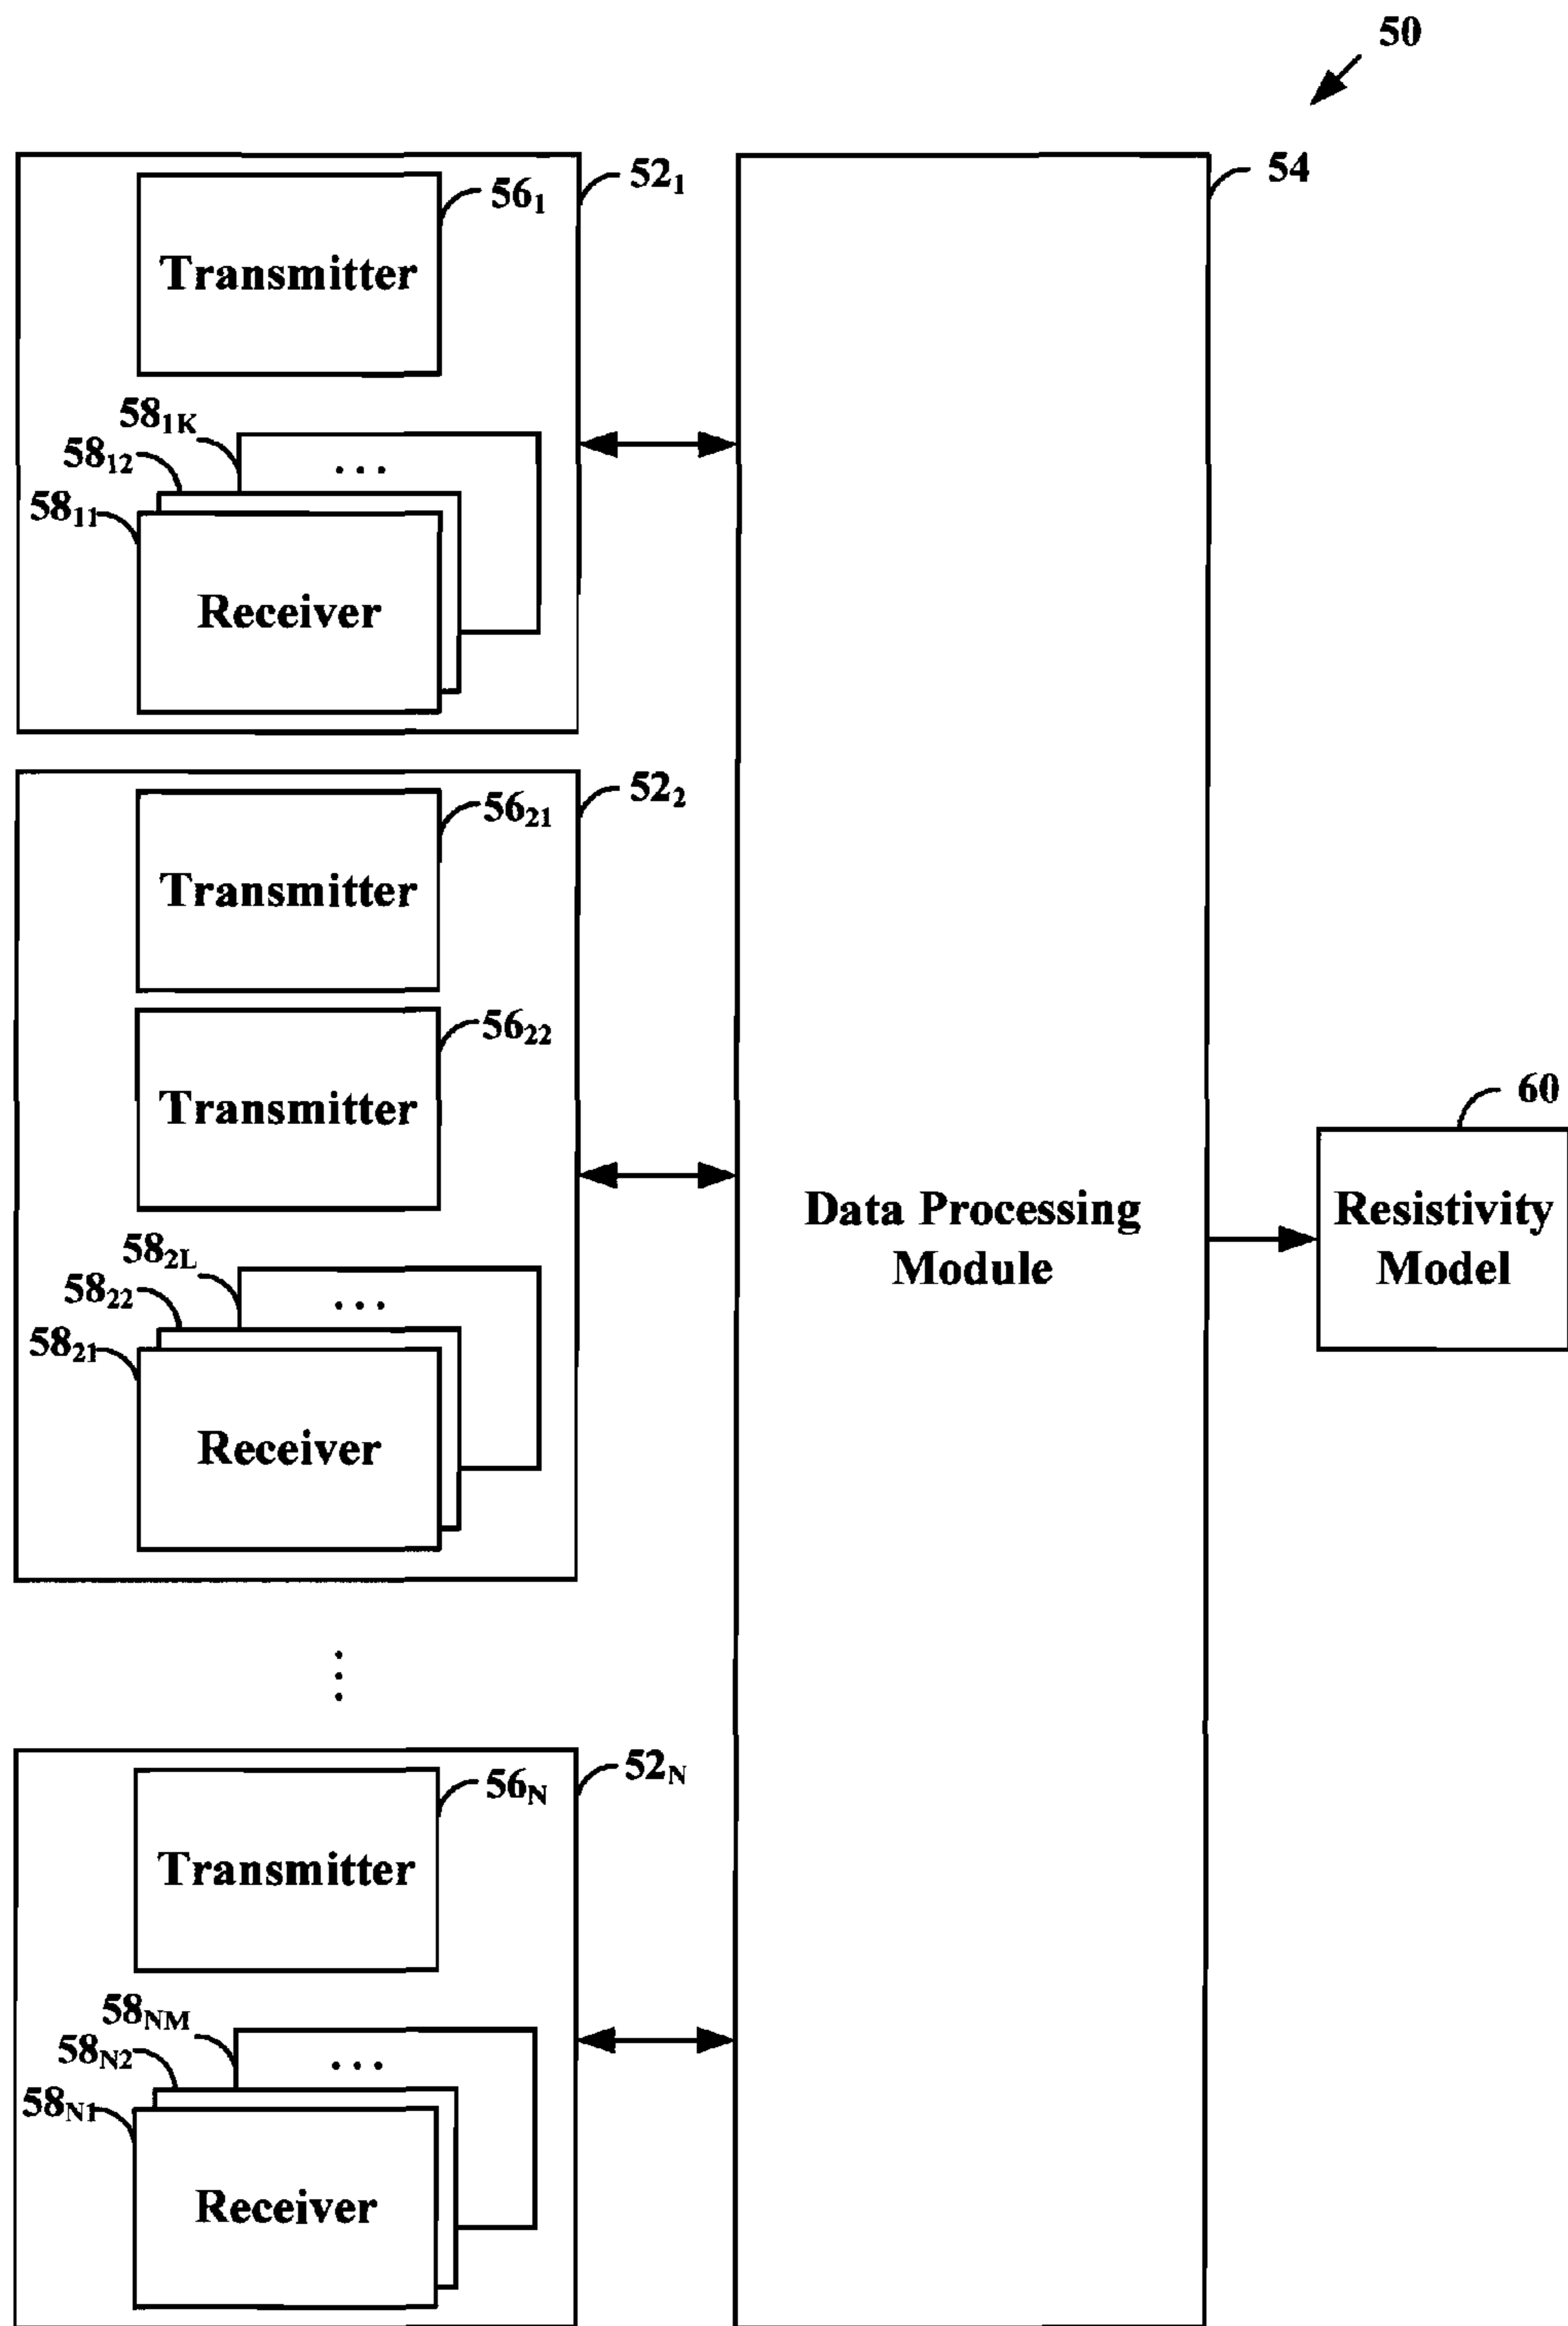 50
52₁
54
56₁
Transmitter
58₁K
58₁₂
58₁₁
...
Receiver
52₂
56₂₁
Transmitter
56₂₂
Transmitter
58₂L
58₂₂
58₂₁
...
Receiver
Data Processing
Module
60
Resistivity
Model
⋮
52N
56N
Transmitter
58NM
58N2
58N1
...
Receiver